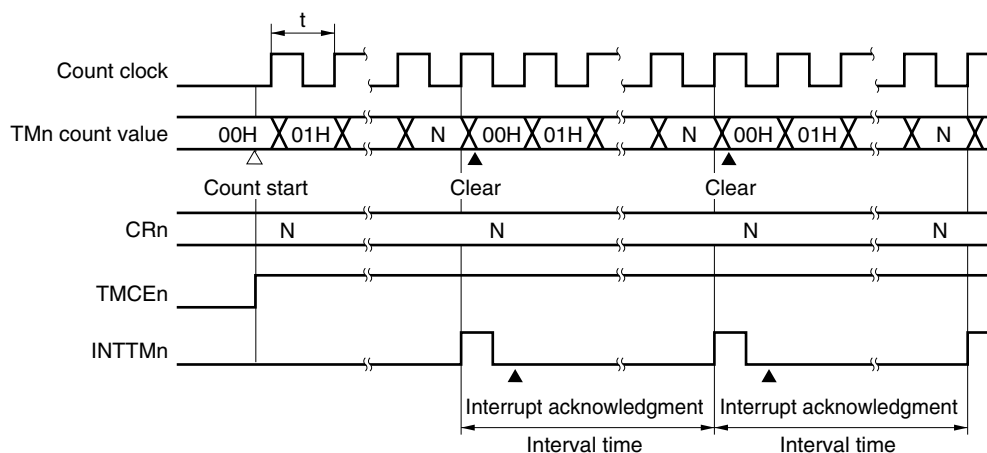 t
Count clock
TMn count value 00H 01H N 00H 01H N 00H 01H N
Count start Clear Clear
CRn N N N N
TMCEn
INTTMn
Interrupt acknowledgment Interrupt acknowledgment
Interval time Interval time